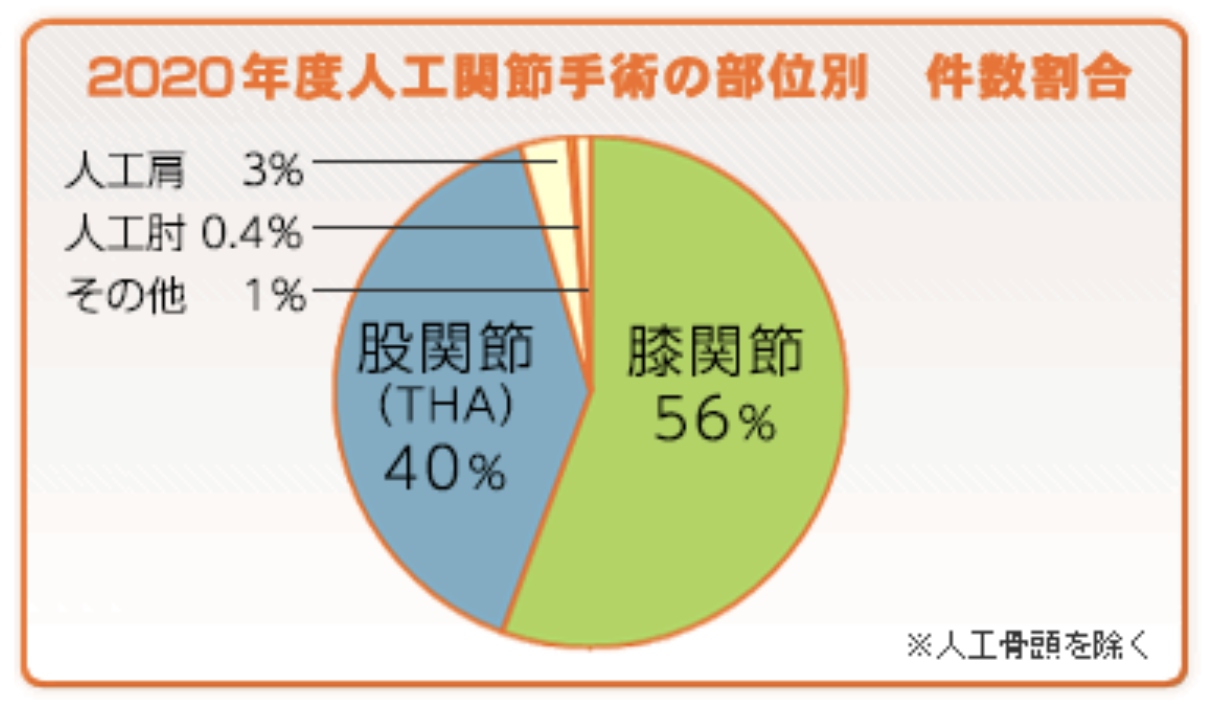 2020年度人工関節手術の部位別　件数割合
人工肩　3%
人工肘 0.4%
その他　1%
股関節
(THA)
40%
膝関節
56%
※人工骨頭を除く